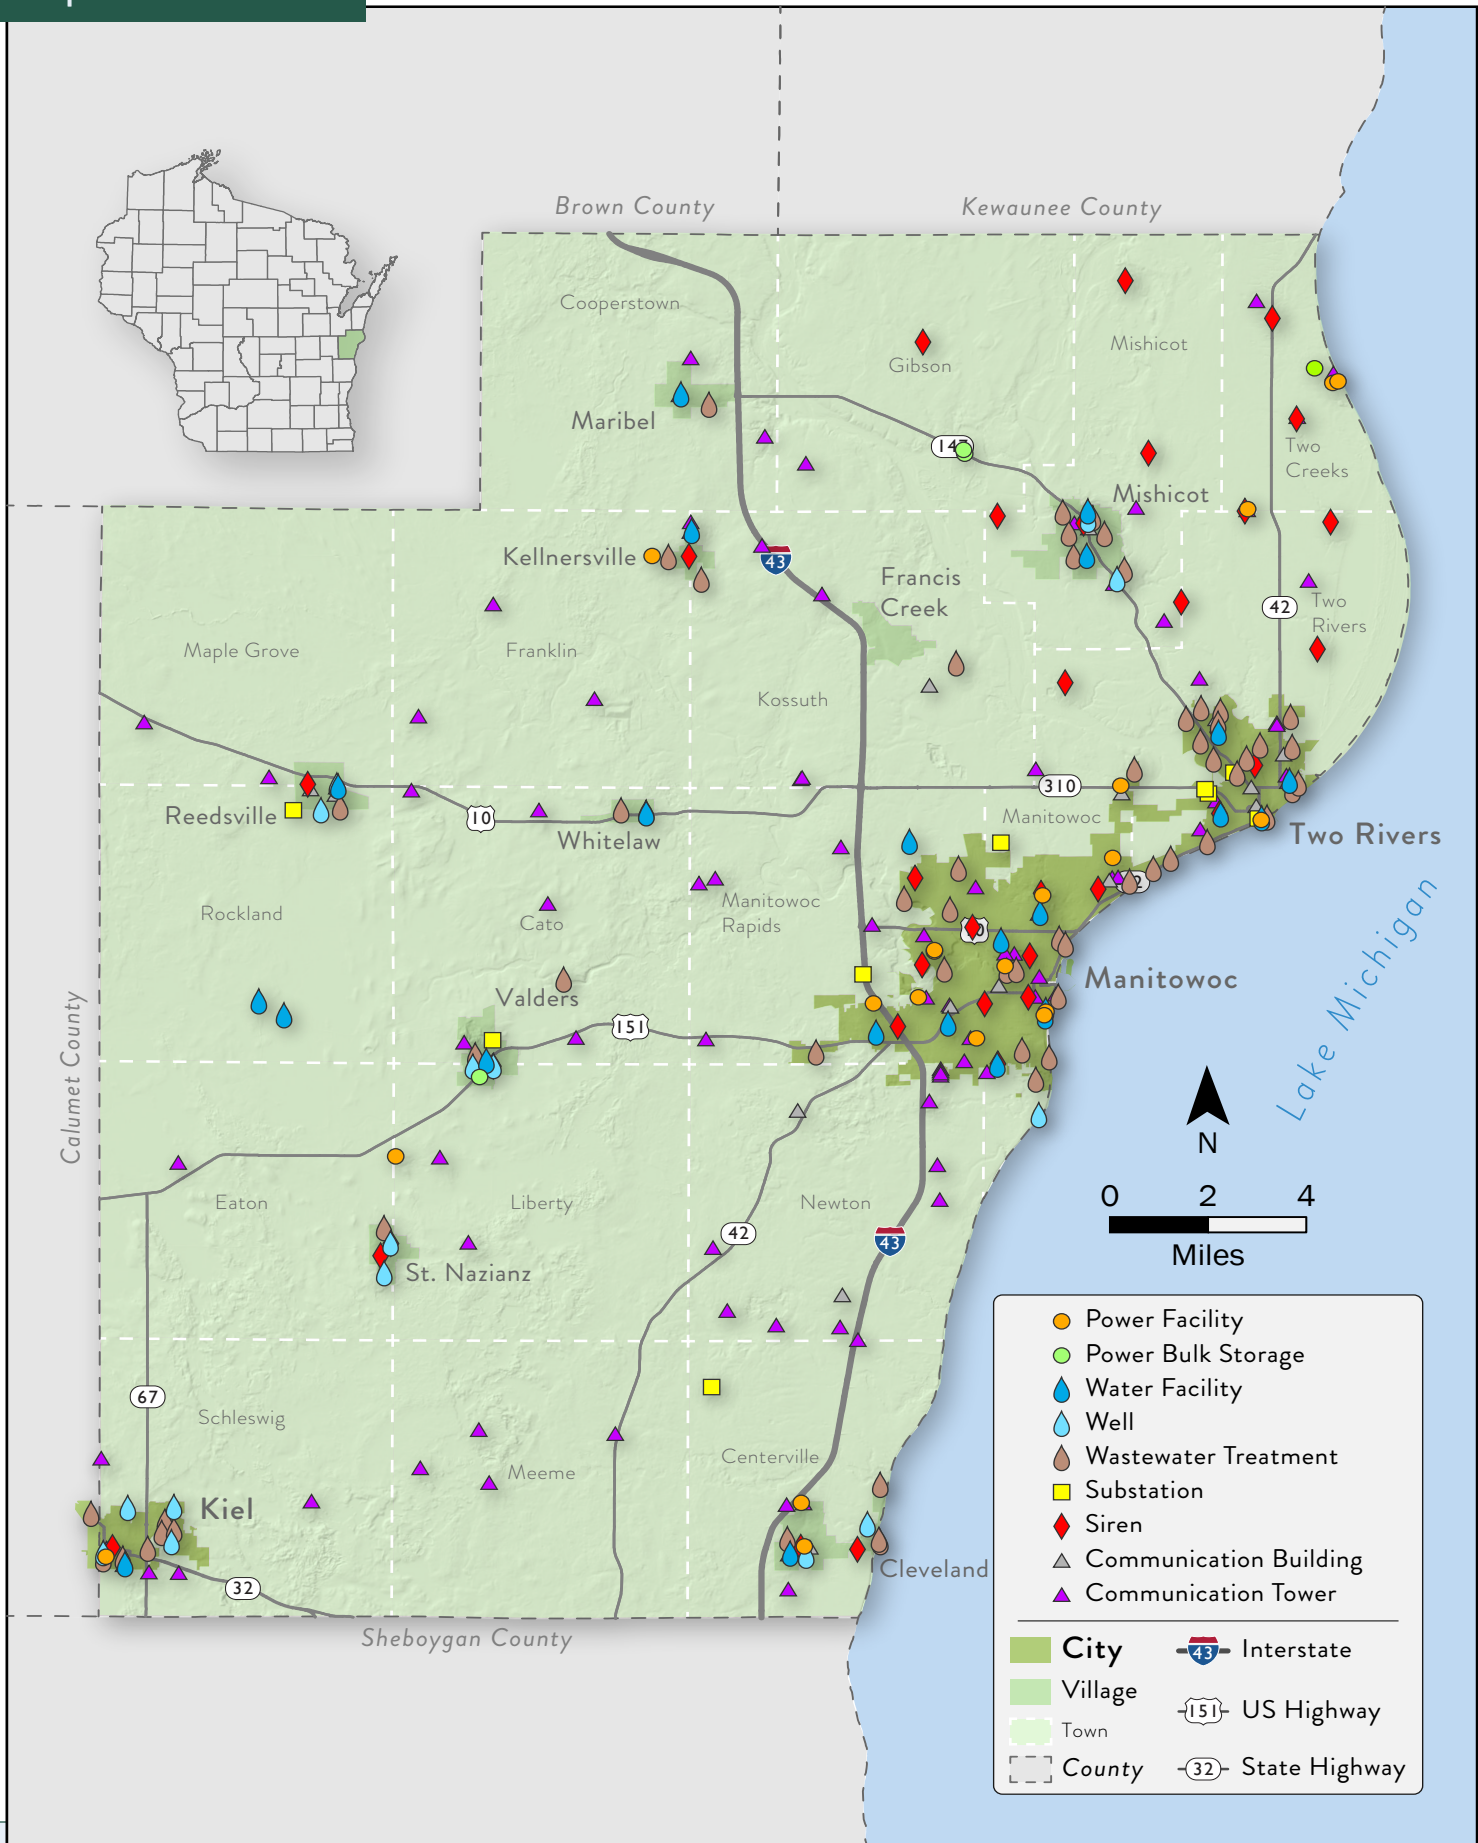 Brown County
Kewaunee County
Cooperstown
Mishicot
Gibson
Maribel
Two
Creeks
Mishicot
Kellnersville
43
Francis
Creek
42
Two
Rivers
Maple Grove
Franklin
Kossuth
310
Reedsville
10
Manitowoc
Whitelaw
Two Rivers
Rockland
Cato
Manitowoc
Rapids
Valders
Manitowoc
Lake Michigan
151
Calumet County
N
Eaton
Liberty
Newton
0 2 4
Miles
42
43
St. Nazianz
67
Schleswig
Centerville
Meeme
Kiel
Cleveland
32
Sheboygan County
Power Facility
Power Bulk Storage
Water Facility
Well
Wastewater Treatment
Substation
Siren
Communication Building
Communication Tower
City
43 Interstate
Village
151 US Highway
Town
County
32 State Highway